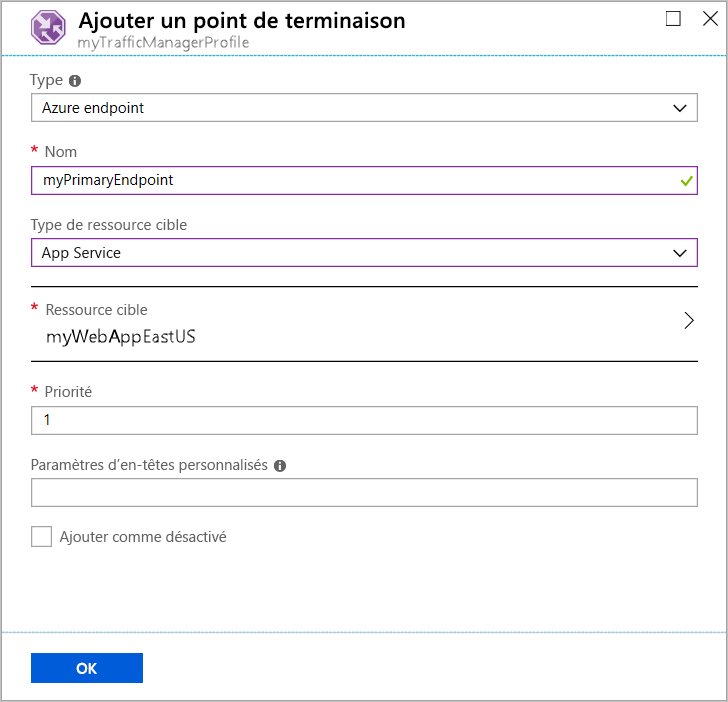 Ajouter un point de terminaison
myTrafficManagerProfile
Type
Azure endpoint
* Nom
myPrimaryEndpoint
Type de ressource cible
App Service
* Ressource cible
myWebAppEastUS
* Priorité
1
Paramètres d'en-têtes personnalisés
Ajouter comme désactivé
OK